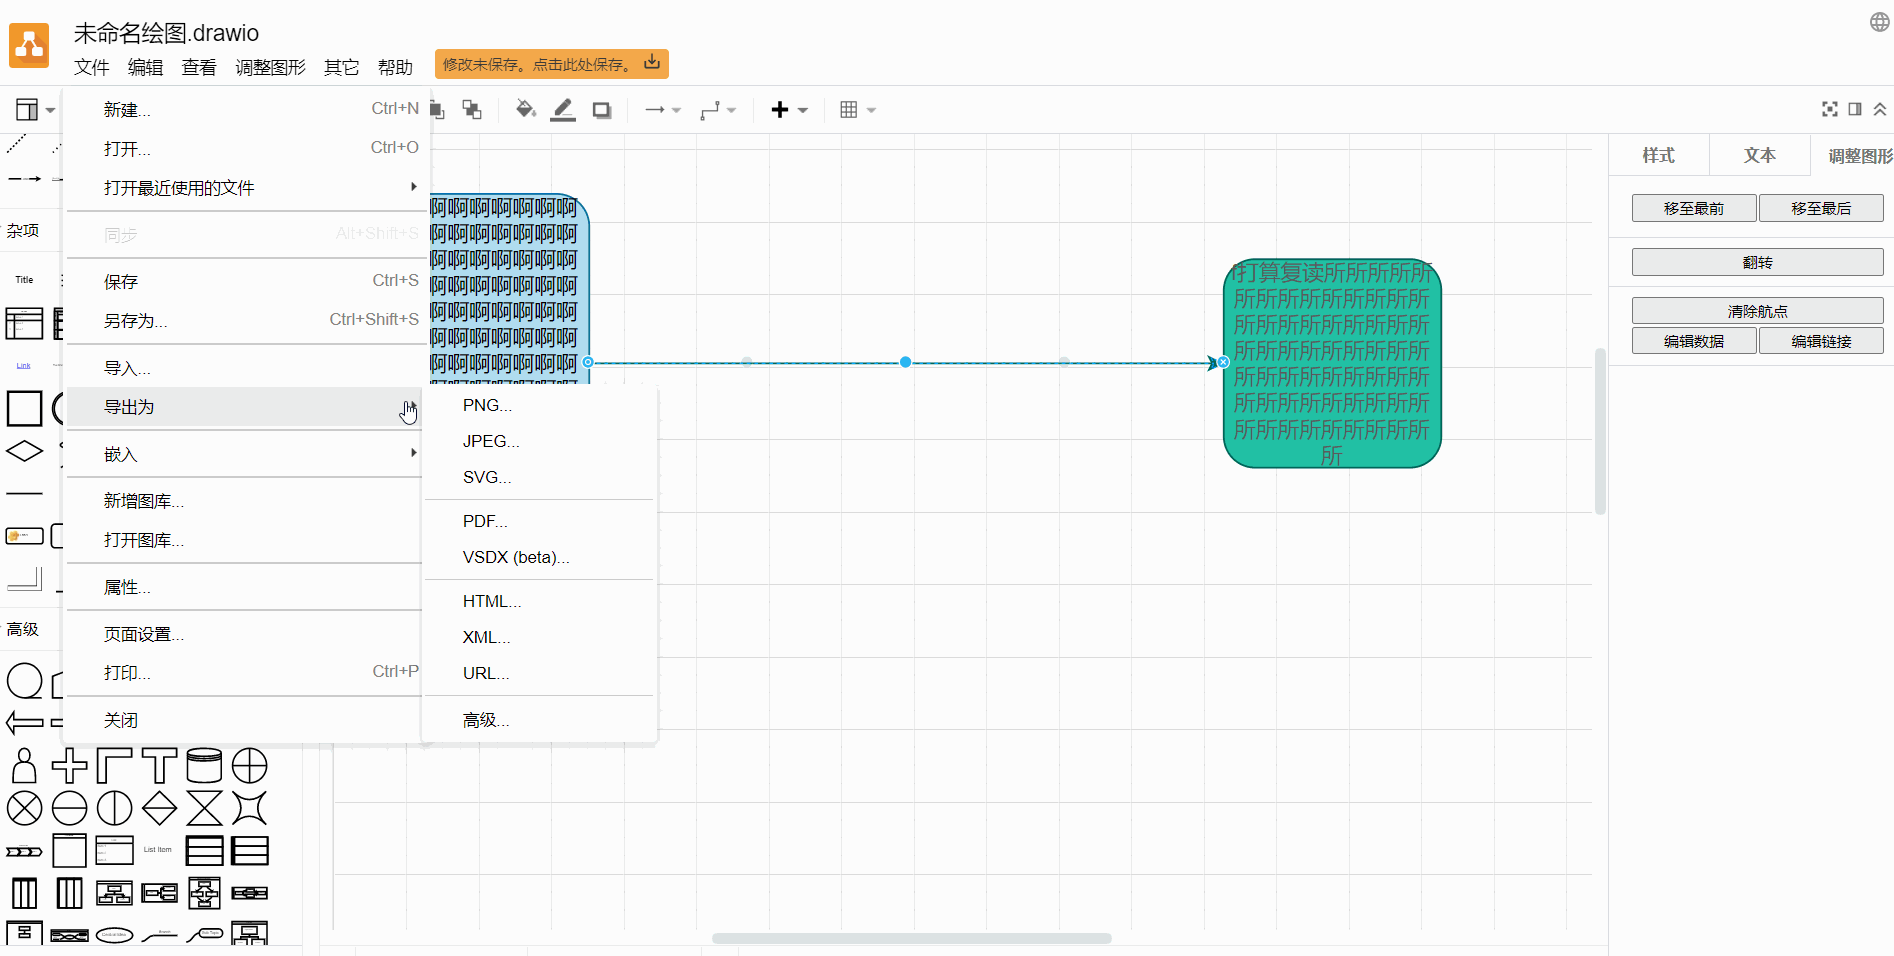 未命名绘图.drawio
文件 编辑 查看 调整图形 其它 帮助
修改未保存。点击此处保存。
新建... Ctrl+N
打开... Ctrl+O
打开最近使用的文件
同步 Alt+Shift+S
保存 Ctrl+S
另存为... Ctrl+Shift+S
导入...
导出为
嵌入
新增图库...
打开图库...
属性...
页面设置...
打印... Ctrl+P
关闭
PNG...
JPEG...
SVG...
PDF...
VSDX (beta)...
HTML...
XML...
URL...
高级...
杂项
Title
Link
高级
List Item
啊啊啊啊啊啊啊
啊啊啊啊啊啊啊
啊啊啊啊啊啊啊
啊啊啊啊啊啊啊
啊啊啊啊啊啊啊
啊啊啊啊啊啊啊
啊啊啊啊啊啊啊
打算复读所所所所所
所所所所所所所所所
所所所所所所所所所
所所所所所所所所所
所所所所所所所所所
所所所所所所所所所
所所所所所所所所所
所
样式 文本 调整图形
移至最前 移至最后
翻转
清除航点
编辑数据 编辑链接